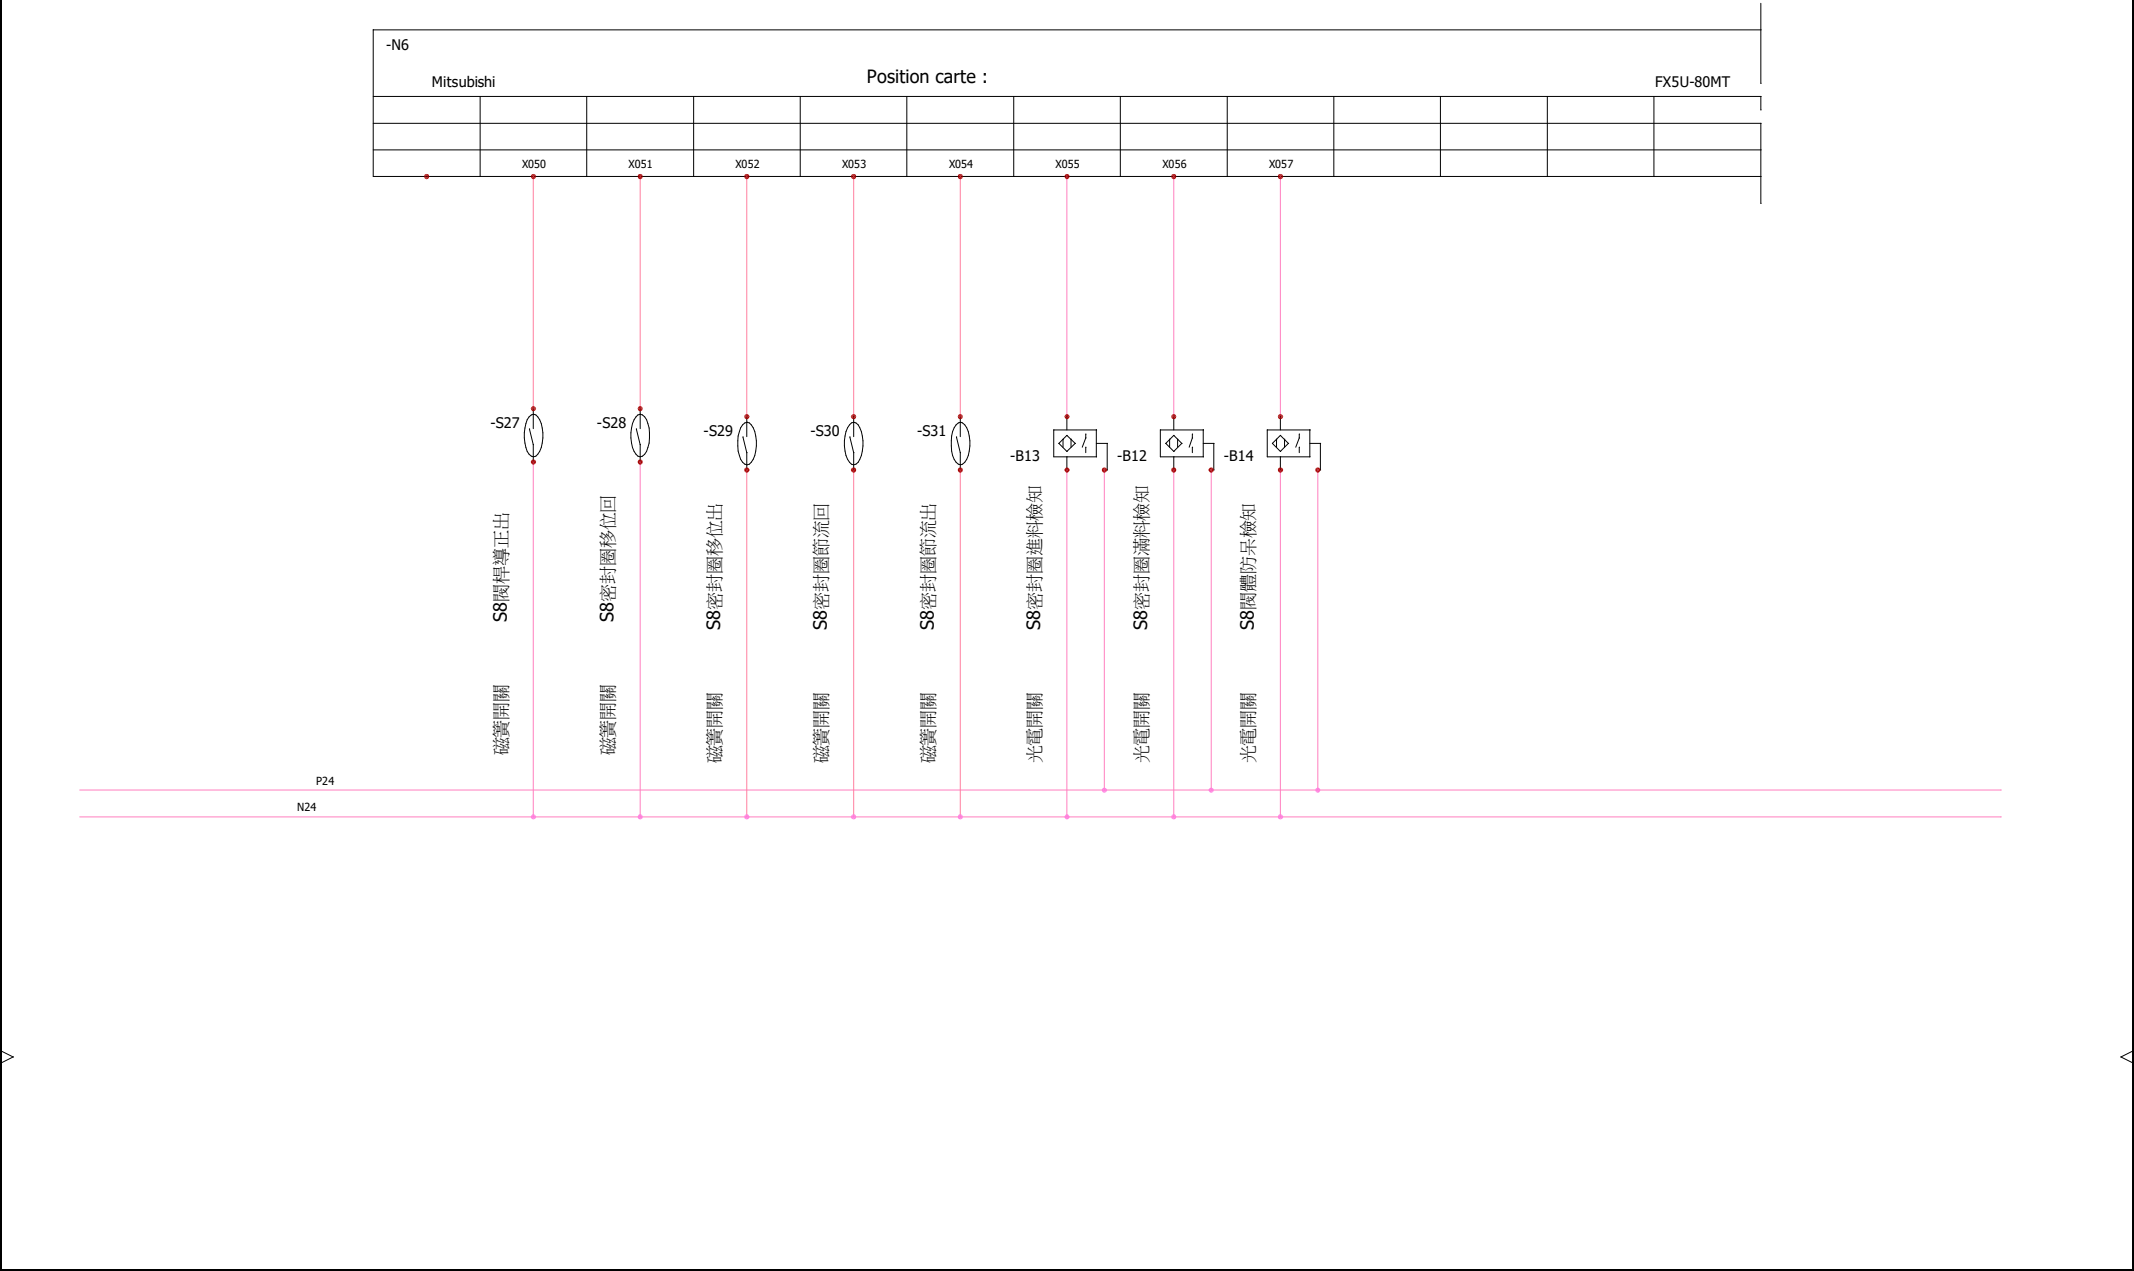 -N6
Mitsubishi
Position carte :
FX5U-80MT
X050
X051
X052
X053
X054
X055
X056
X057
-S27
-S28
-S29
-S30
-S31
-B13
-B12
-B14
S8閥桿導正出
S8密封圈移位回
S8密封圈移位出
S8密封圈節流回
S8密封圈節流出
S8密封圈進料檢知
S8密封圈滿料檢知
S8閥體防呆檢知
磁簧開關
磁簧開關
磁簧開關
磁簧開關
磁簧開關
光電開關
光電開關
光電開關
P24
N24